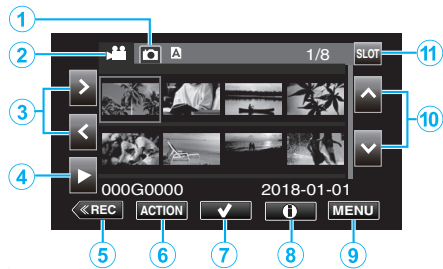 1
2 A 1/8 SLOT 11
3
10
4
000G0000 2018-01-01
≪REC ACTION i MENU
5 6 7 8 9